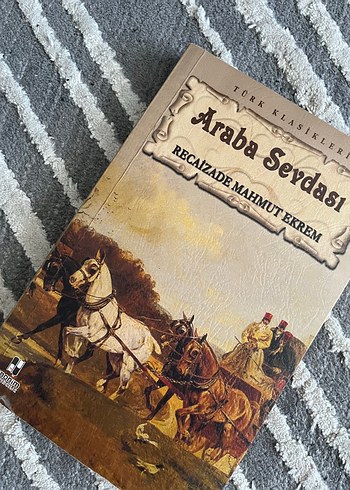 TÜRK KLASİKLERİ
Araba Sevdası
RECAİZADE MAHMUT EKREM